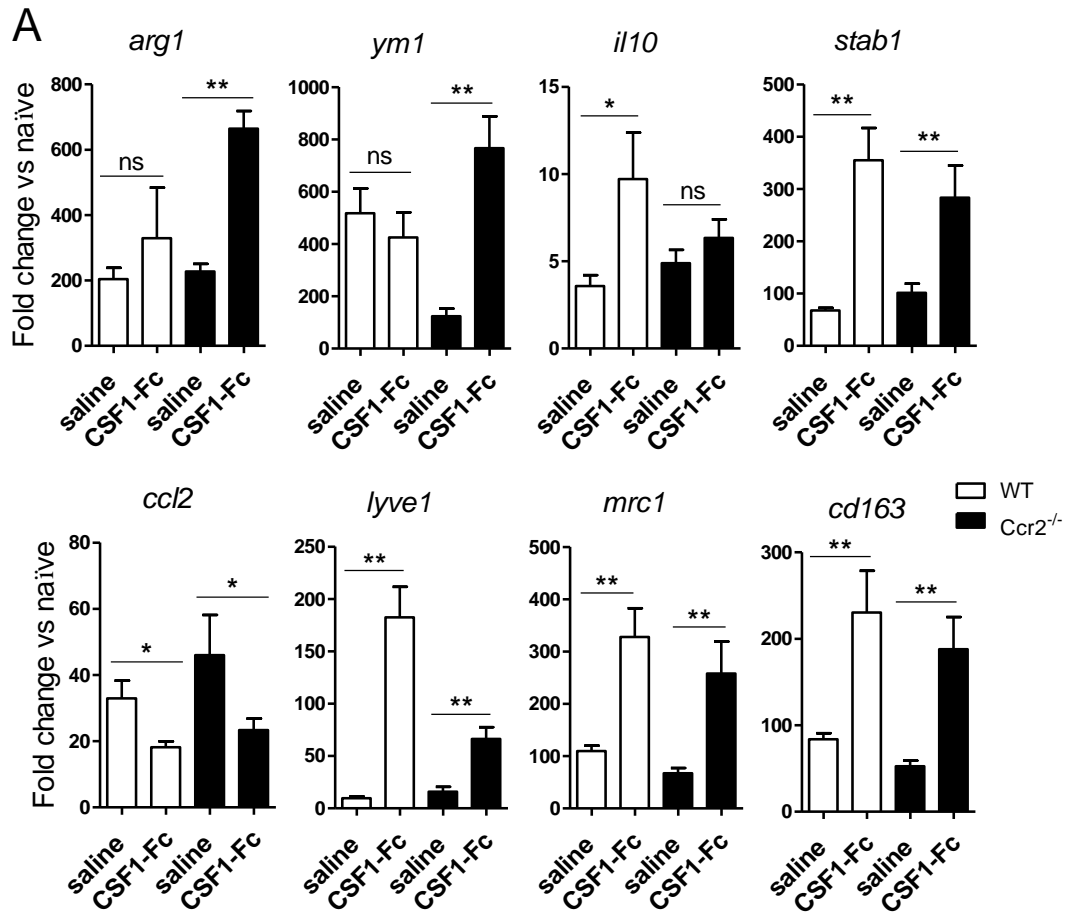 A
arg1
ym1
il10
stab1
Fold change vs naïve
800
600
400
200
0
ns
**
saline
CSF1-Fc
saline
CSF1-Fc
1000
800
600
400
200
0
ns
**
saline
CSF1-Fc
saline
CSF1-Fc
15
10
5
0
*
ns
saline
CSF1-Fc
saline
CSF1-Fc
500
400
300
200
100
0
**
**
saline
CSF1-Fc
saline
CSF1-Fc
ccl2
lyve1
mrc1
cd163
WT
Ccr2-/-
Fold change vs naïve
80
60
40
20
0
*
*
saline
CSF1-Fc
saline
CSF1-Fc
250
200
150
100
50
0
**
**
saline
CSF1-Fc
saline
CSF1-Fc
500
400
300
200
100
0
**
**
saline
CSF1-Fc
saline
CSF1-Fc
300
200
100
0
**
**
saline
CSF1-Fc
saline
CSF1-Fc